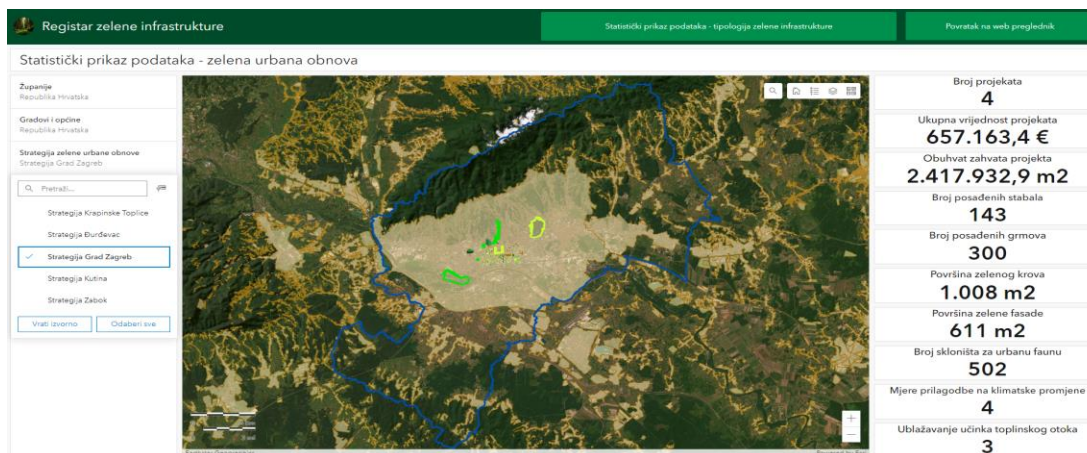 Registar zelene infrastrukture
Statistički prikaz podataka - tipologija zelene infrastrukture
Povratak na web preglednik
Statistički prikaz podataka - zelena urbana obnova
Županije
Republika Hrvatska
Gradovi i općine
Republika Hrvatska
Strategija zelene urbane obnove
Strategija Grad Zagreb
Pretraži...
Strategija Krapinske Toplice
Strategija Đurđevac
Strategija Grad Zagreb
Strategija Kutina
Strategija Zabok
Vrati izvorno
Odaberi sve
Broj projekata
4
Ukupna vrijednost projekata
657.163,4 €
Obuhvat zahvata projekta
2.417.932,9 m2
Broj posađenih stabala
143
Broj posađenih grmova
300
Površina zelenog krova
1.008 m2
Površina zelene fasade
611 m2
Broj skloništa za urbanu faunu
502
Mjere prilagodbe na klimatske promjene
4
Ublažavanje učinka toplinskog otoka
3